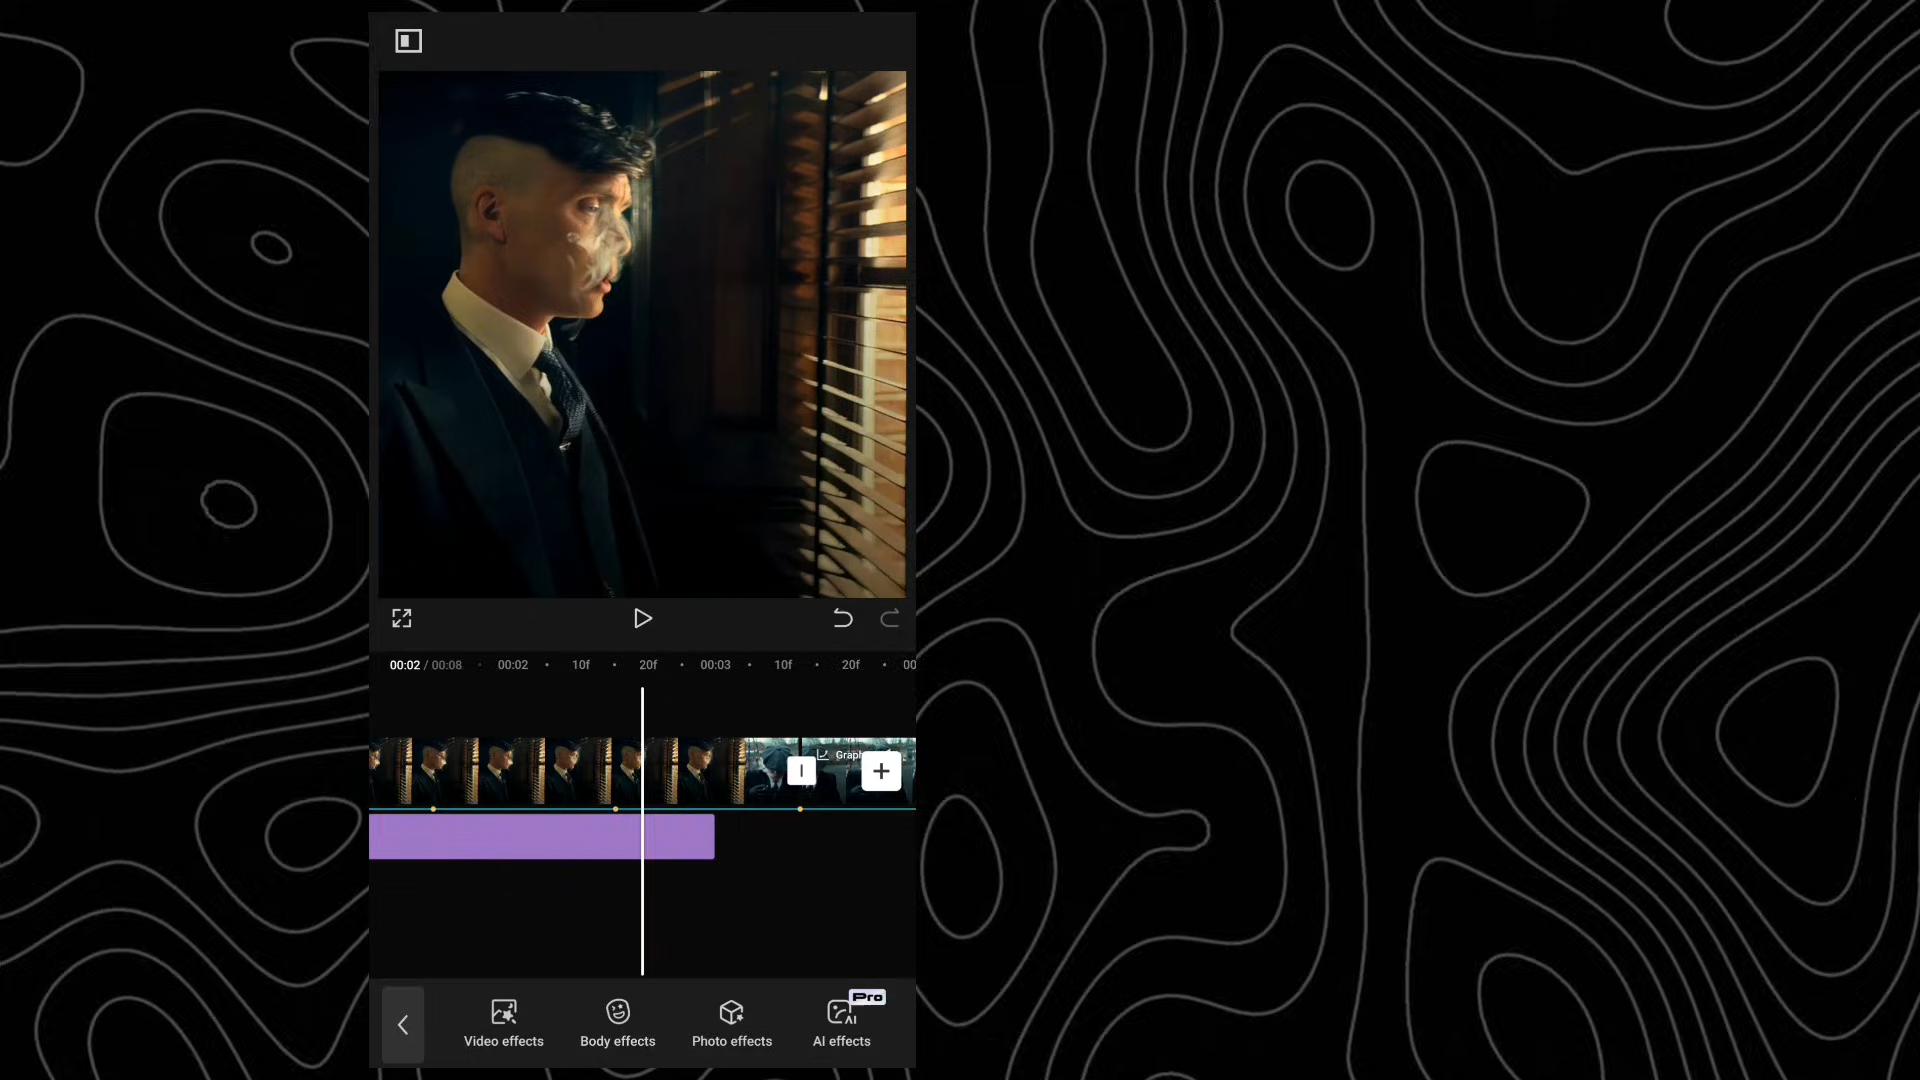 00:02 / 00:08 00:02 10f 20f 00:03 10f 20f 00
Graph
Pro
AI
Video effects Body effects Photo effects AI effects